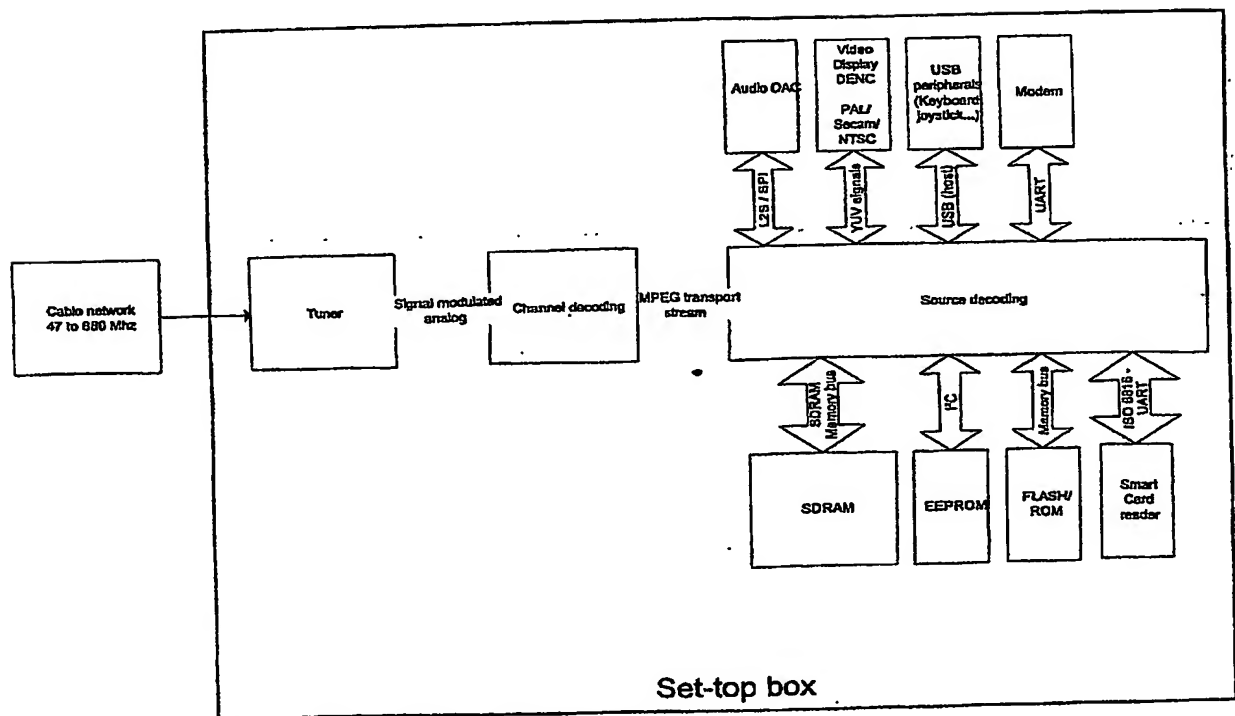 Audio DAC
Video
Display
DENC
PAL/
Secam/
NTSC
USB
peripherals
(Keyboard
joystick...)
Modem
L2S / SPI
YUV signals
USB (host)
UART
Cable network
47 to 880 Mhz
Tuner
Signal modulated
analog
Channel decoding
MPEG transport
stream
Source decoding
SDRAM
Memory bus
I²C
Memory bus
ISO 6816 -
UART
SDRAM
EEPROM
FLASH/
ROM
Smart
Card
reader
Set-top box